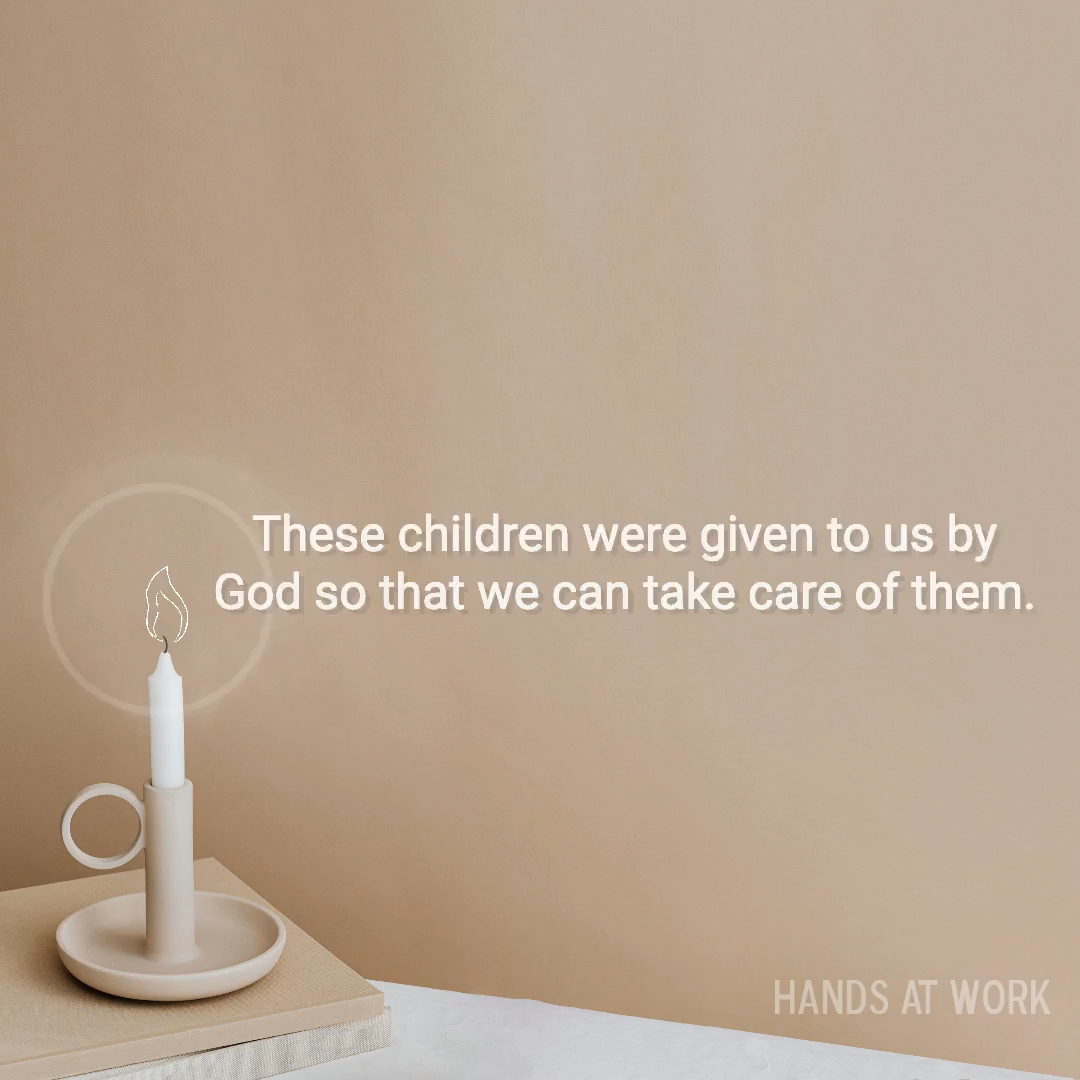 These children were given to us by
God so that we can take care of them.
HANDS AT WORK